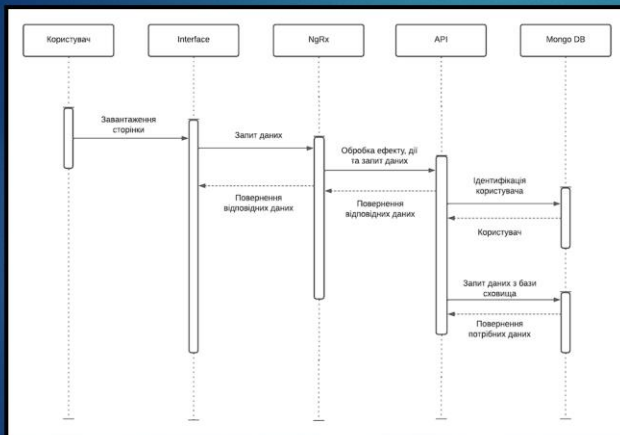 Користувач
Interface
NgRx
API
Mongo DB
Завантаження
сторінки
Запит даних
Обробка ефекту, дії
та запит даних
Ідентифікація
користувача
Повернення
відповідних даних
Повернення
відповідних даних
Користувач
Запит даних з бази
сховища
Повернення
потрібних даних